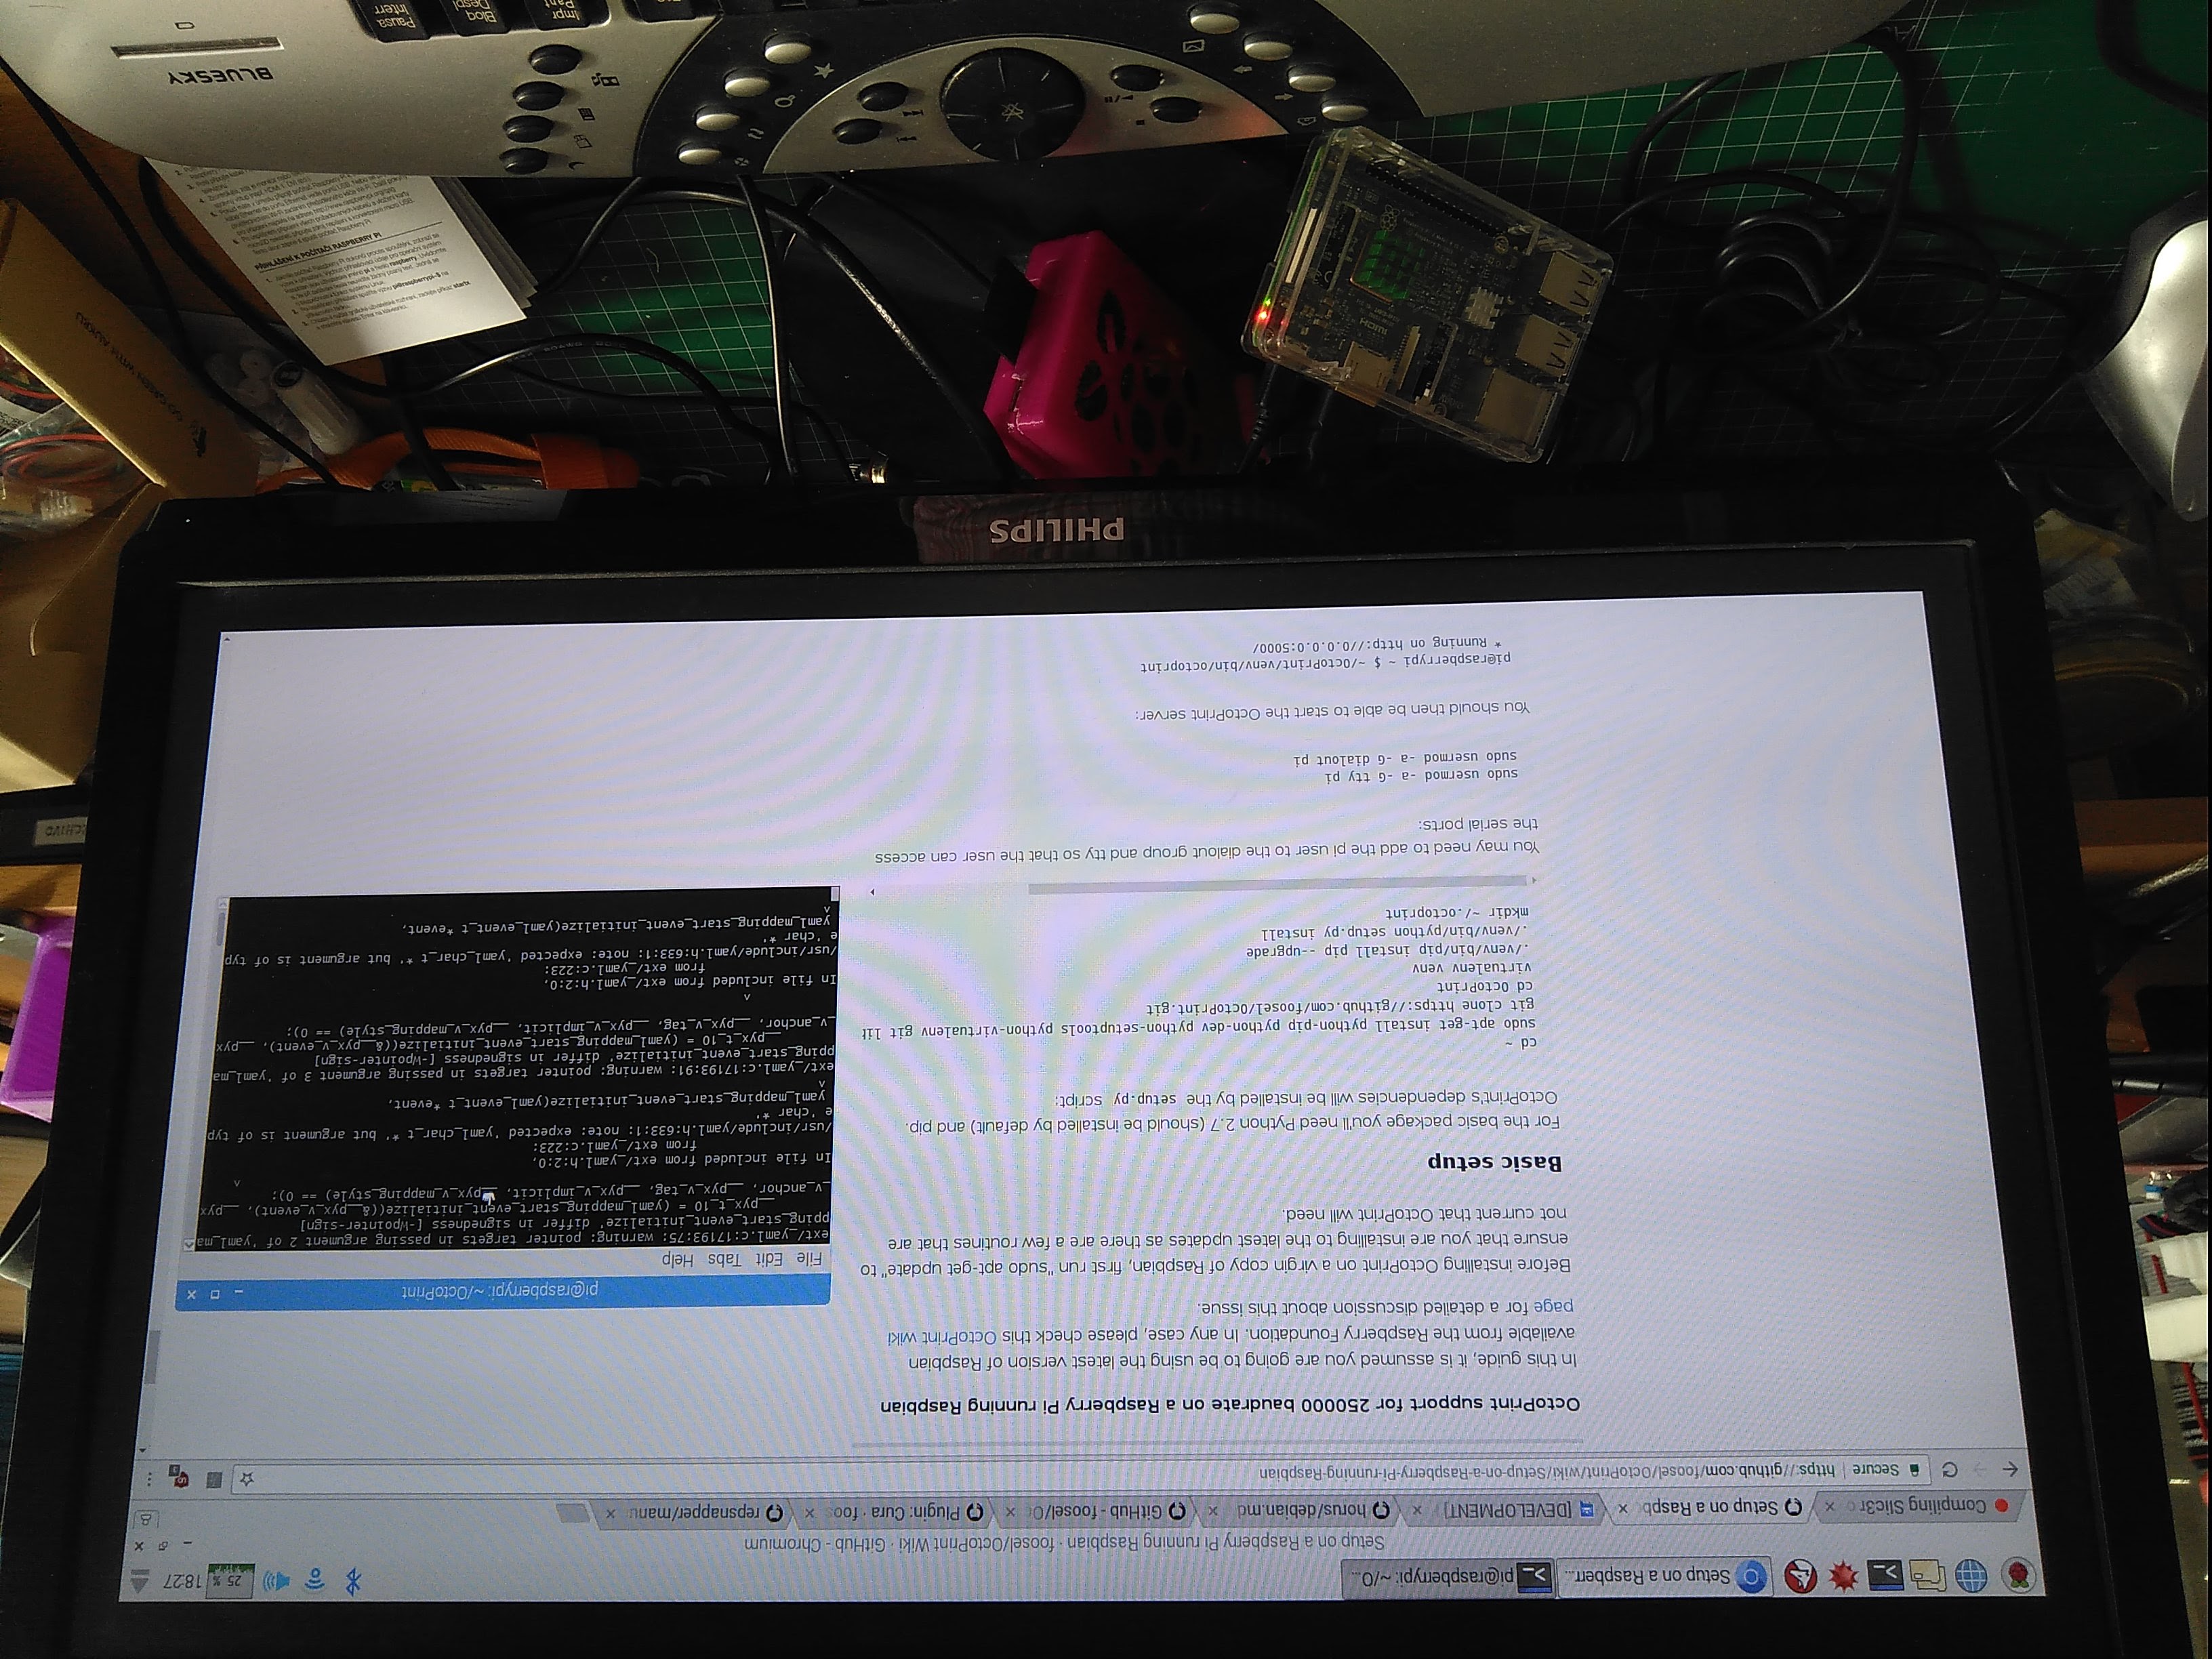 Setup on a Raspberr...
pi@raspberrypi: ~/O...
25 %
18:27
Setup on a Raspberry Pi running Raspbian · foosel/OctoPrint Wiki · GitHub - Chromium
Compiling Slic3r
Setup on a Raspb
[DEVELOPMENT]
horus/debian.md
GitHub - foosel/O
Plugin: Cura · foos
repsnapper/manu
Secure
https://github.com/foosel/OctoPrint/wiki/Setup-on-a-Raspberry-Pi-running-Raspbian
OctoPrint support for 250000 baudrate on a Raspberry Pi running Raspbian
In this guide, it is assumed you are going to be using the latest version of Raspbian
available from the Raspberry Foundation. In any case, please check this OctoPrint wiki
page for a detailed discussion about this issue.
Before installing OctoPrint on a virgin copy of Raspbian, first run "sudo apt-get update" to
ensure that you are installing to the latest updates as there are a few routines that are
not current that OctoPrint will need.
Basic setup
For the basic package you'll need Python 2.7 (should be installed by default) and pip.
OctoPrint's dependencies will be installed by the setup.py script:
cd ~
sudo apt-get install python-pip python-dev python-setuptools python-virtualenv git lib
git clone https://github.com/foosel/OctoPrint.git
cd OctoPrint
virtualenv venv
./venv/bin/pip install pip --upgrade
./venv/bin/python setup.py install
mkdir ~/.octoprint
You may need to add the pi user to the dialout group and tty so that the user can access
the serial ports:
sudo usermod -a -G tty pi
sudo usermod -a -G dialout pi
You should then be able to start the OctoPrint server:
pi@raspberrypi ~ $ ~/OctoPrint/venv/bin/octoprint
* Running on http://0.0.0.0:5000/
pi@raspberrypi: ~/OctoPrint
File Edit Tabs Help
ext/_yaml.c:17193:75: warning: pointer targets in passing argument 2 of 'yaml_ma
pping_start_event_initialize' differ in signedness [-Wpointer-sign]
__pyx_t_10 = (yaml_mapping_start_event_initialize((&__pyx_v_event), __pyx
_v_anchor, __pyx_v_tag, __pyx_v_implicit, __pyx_v_mapping_style) == 0);
^
In file included from ext/_yaml.h:2:0,
from ext/_yaml.c:223:
/usr/include/yaml.h:633:1: note: expected 'yaml_char_t *' but argument is of typ
e 'char *'
yaml_mapping_start_event_initialize(yaml_event_t *event,
^
ext/_yaml.c:17193:91: warning: pointer targets in passing argument 3 of 'yaml_ma
pping_start_event_initialize' differ in signedness [-Wpointer-sign]
__pyx_t_10 = (yaml_mapping_start_event_initialize((&__pyx_v_event), __pyx
_v_anchor, __pyx_v_tag, __pyx_v_implicit, __pyx_v_mapping_style) == 0);
^
In file included from ext/_yaml.h:2:0,
from ext/_yaml.c:223:
/usr/include/yaml.h:633:1: note: expected 'yaml_char_t *' but argument is of typ
e 'char *'
yaml_mapping_start_event_initialize(yaml_event_t *event,
^
PHILIPS
HDMI
BLUESKY
Impr
Pant
Bloq
Despl
Pausa
Interr